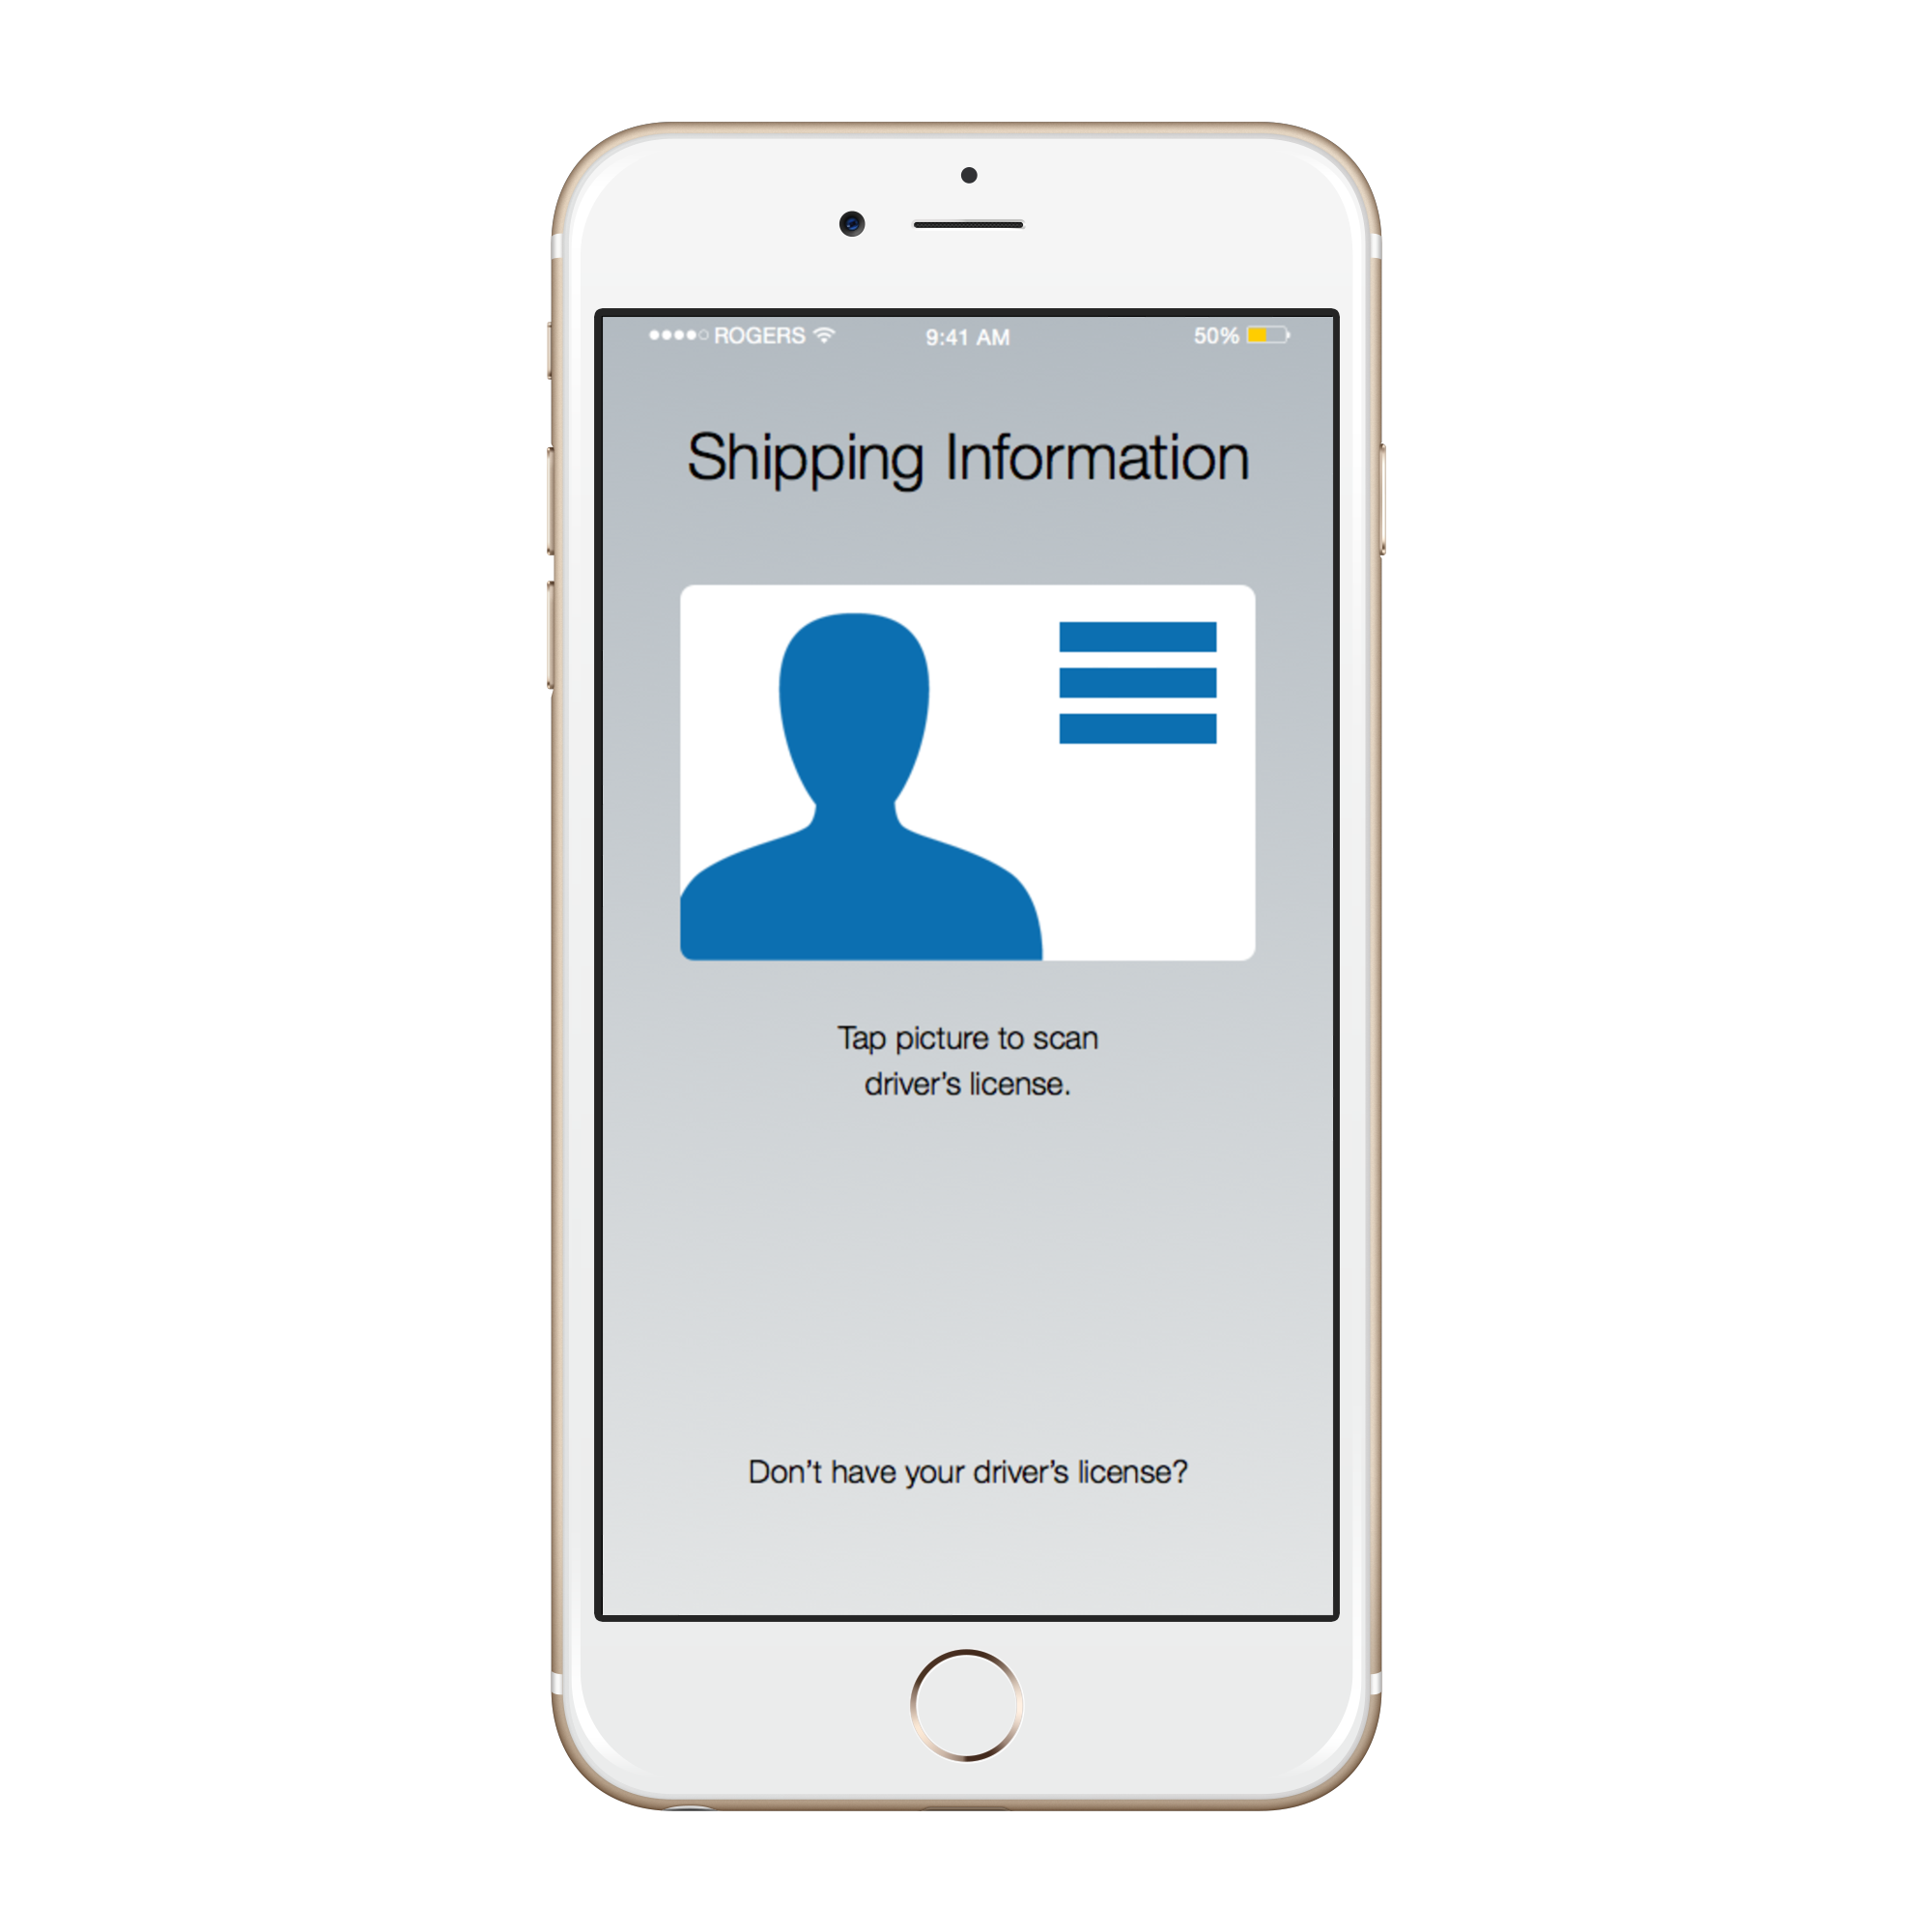 ROGERS 9:41 AM 50%
Shipping Information
Tap picture to scan
driver’s license.
Don’t have your driver’s license?